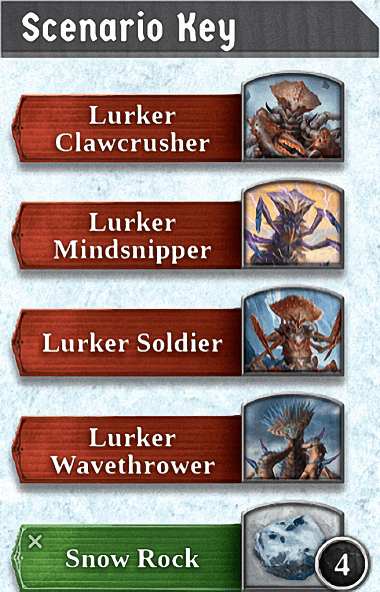 Scenario Key
Lurker
Clawcrusher
Lurker
Mindsnipper
Lurker Soldier
Lurker
Wavethrower
Snow Rock
4